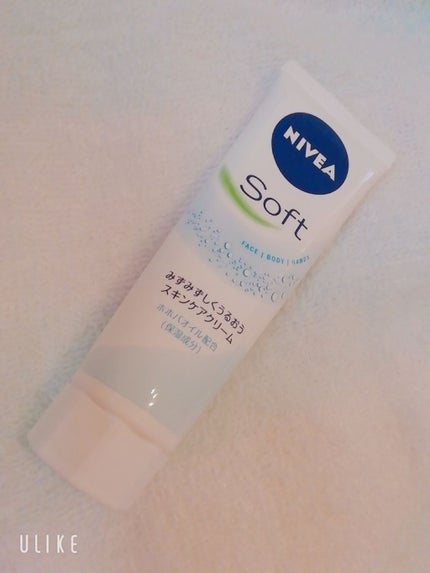 NIVEA
Soft
FACE | BODY | HANDS
みずみずしくうるおう
スキンケアクリーム
ホホバオイル配合
(保湿成分)
ULIKE